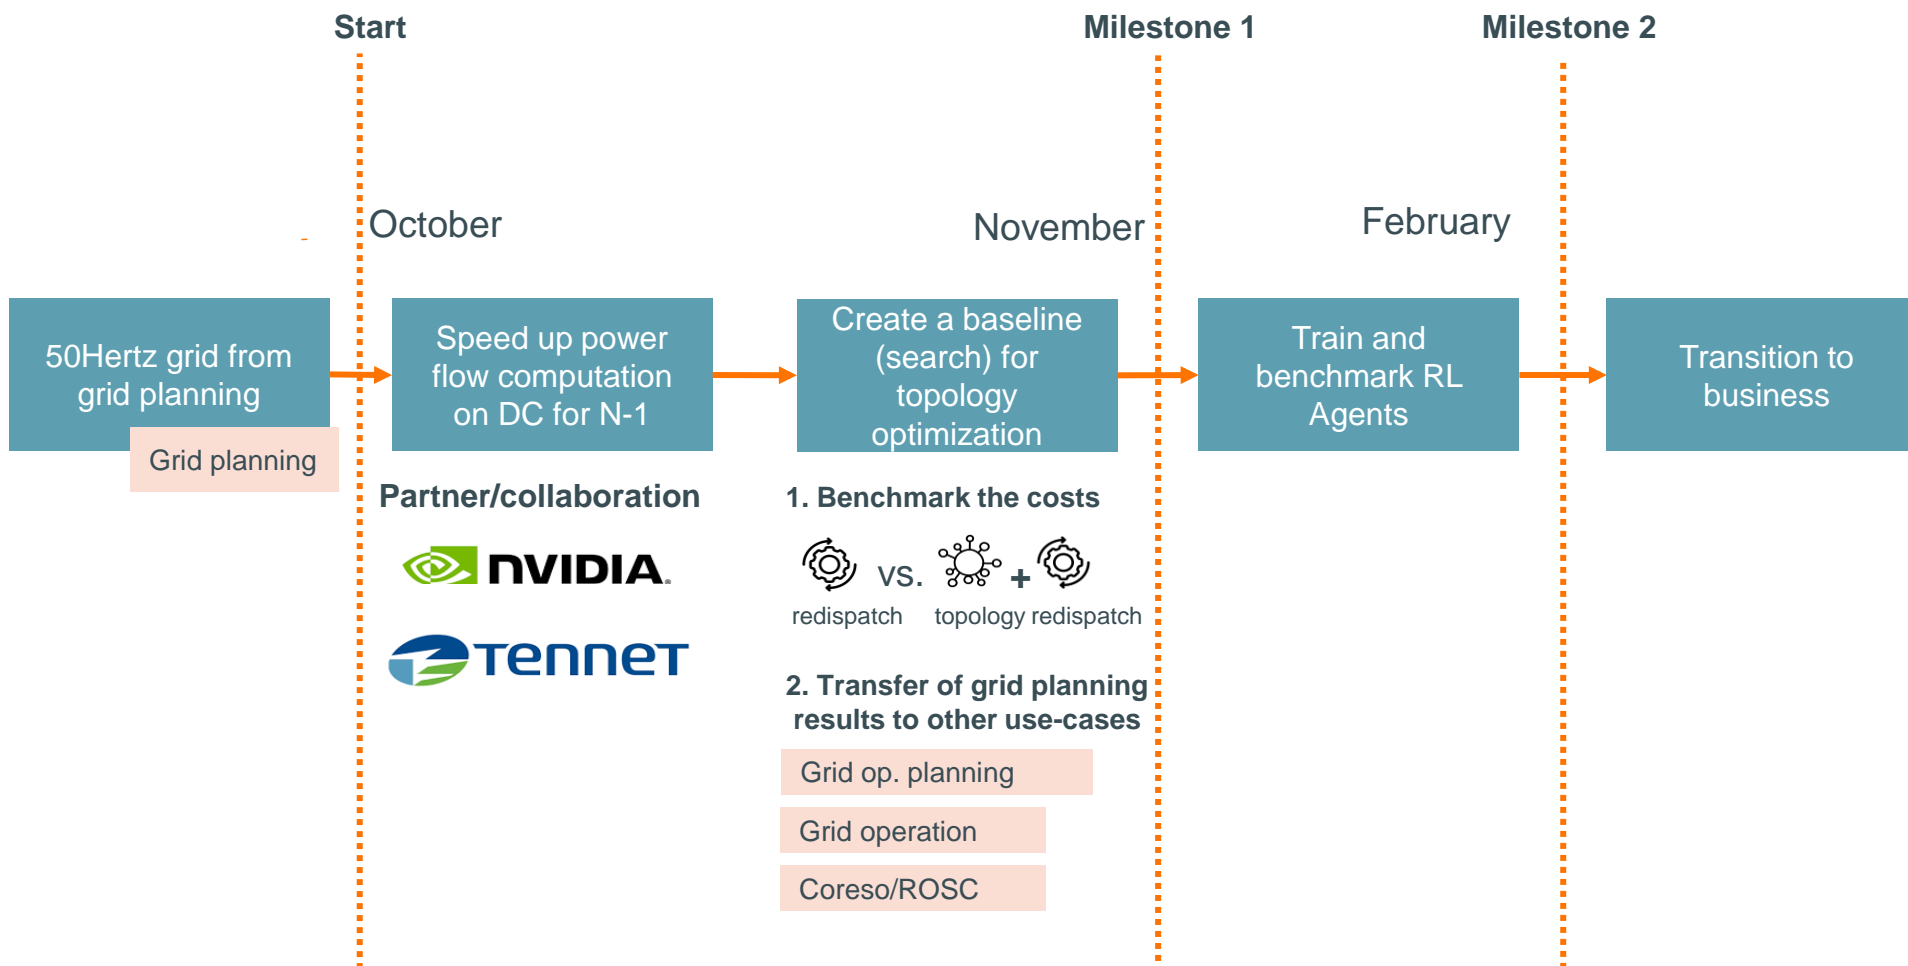 Start
Milestone 1
Milestone 2
October
November
February
50Hertz grid from
grid planning
Grid planning
Speed up power
flow computation
on DC for N-1
Create a baseline
(search) for
topology
optimization
Train and
benchmark RL
Agents
Transition to
business
Partner/collaboration
NVIDIA.
TenneT
1. Benchmark the costs
vs.
+
redispatch
topology redispatch
2. Transfer of grid planning
results to other use-cases
Grid op. planning
Grid operation
Coreso/ROSC